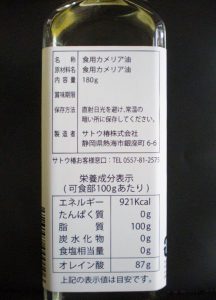 名称 食用カメリア油
原材料名 食用カメリア油
内容量 180g
賞味期限
保存方法 直射日光を避け、常温の
暗い所に保存してください。
製造者 サトウ椿株式会社
静岡県熱海市銀座町6-6
サトウ椿お客様窓口:TEL 0557-81-2575
栄養成分表示
(可食部100gあたり)
エネルギー 921Kcal
たんぱく質 0g
脂質 100g
炭水化物 0g
食塩相当量 0g
オレイン酸 87g
上記の表示値は目安です。